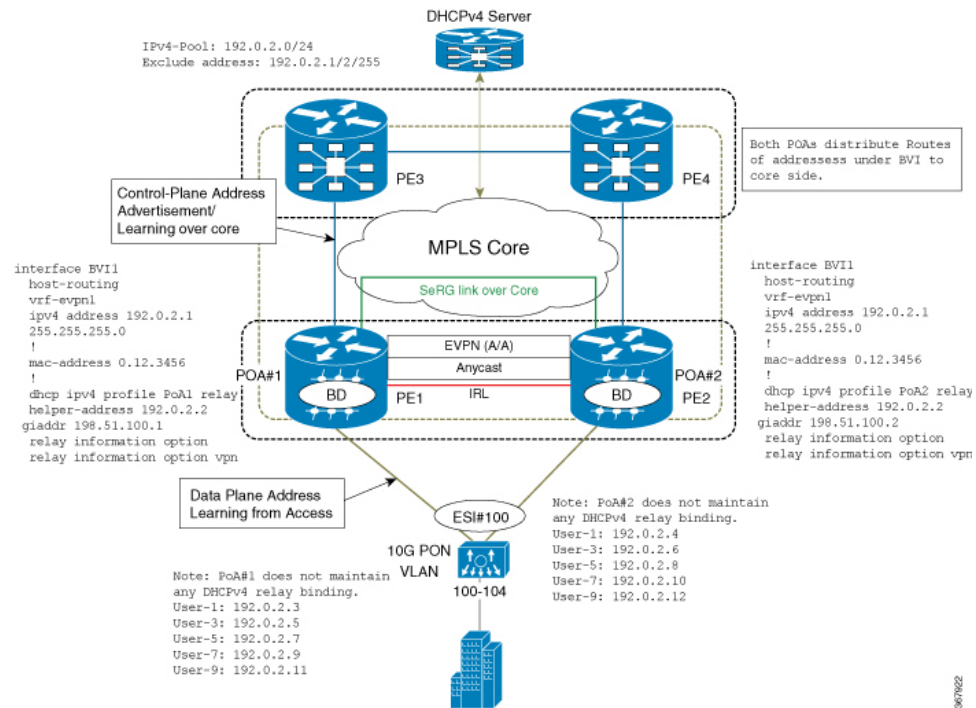 DHCPv4 Server
IPv4-Pool: 192.0.2.0/24
Exclude address: 192.0.2.1/2/255
PE3
PE4
Both POAs distribute Routes
of addressess under BVI to
core side.
Control-Plane Address
Advertisement/
Learning over core
MPLS Core
SeRG link over Core
interface BVI1
host-routing
vrf-evpn1
ipv4 address 192.0.2.1
255.255.255.0
!
mac-address 0.12.3456
!
dhcp ipv4 profile PoA1 relay
helper-address 192.0.2.2
giaddr 198.51.100.1
relay information option
relay information option vpn
interface BVI1
host-routing
vrf-evpn1
ipv4 address 192.0.2.1
255.255.255.0
!
mac-address 0.12.3456
!
dhcp ipv4 profile PoA2 relay
helper-address 192.0.2.2
giaddr 198.51.100.2
relay information option
relay information option vpn
EVPN (A/A)
Anycast
IRL
POA#1
BD
PE1
POA#2
BD
PE2
Data Plane Address
Learning from Access
ESI#100
10G PON
VLAN
100-104
Note: PoA#1 does not maintain
any DHCPv4 relay binding.
User-1: 192.0.2.3
User-3: 192.0.2.5
User-5: 192.0.2.7
User-7: 192.0.2.9
User-9: 192.0.2.11
Note: PoA#2 does not maintain
any DHCPv4 relay binding.
User-1: 192.0.2.4
User-3: 192.0.2.6
User-5: 192.0.2.8
User-7: 192.0.2.10
User-9: 192.0.2.12
367922